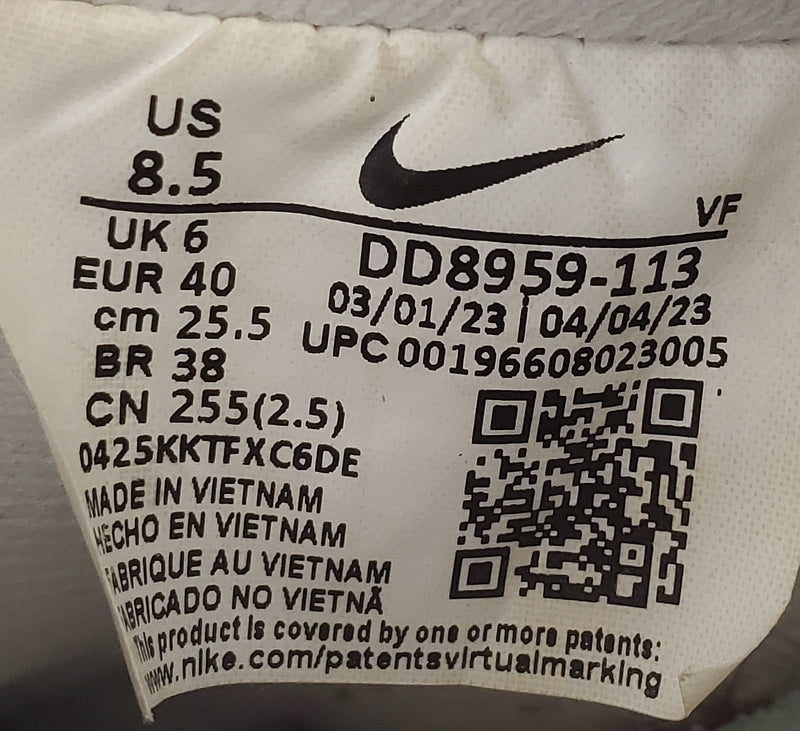 US
8.5
VF
UK 6
EUR 40
cm 25.5
BR 38
CN 255(2.5)
DD8959-113
03/01/23 | 04/04/23
UPC 00196608023005
0425KKTFXC6DE
MADE IN VIETNAM
HECHO EN VIETNAM
FABRIQUE AU VIETNAM
FABRICADO NO VIETNÃ
This product is covered by one or more patents:
www.nike.com/patentsvirtualmarking